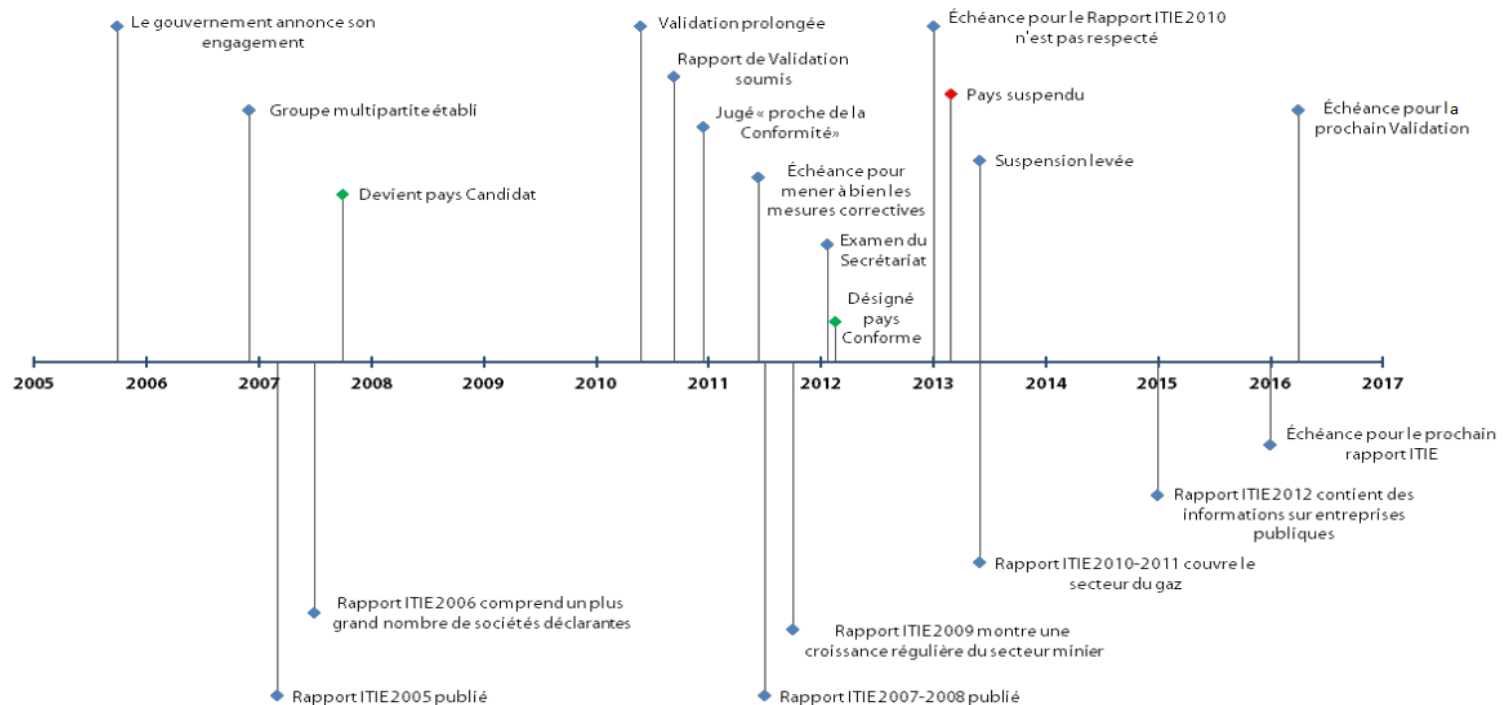 Le gouvernement annonce son
engagement
Groupe multipartite établi
Devient pays Candidat
Validation prolongée
Rapport de Validation
soumis
Jugé « proche de la
Conformité»
Échéance pour
mener à bien les
mesures correctives
Examen du
Secrétariat
Désigné
pays
Conforme
Échéance pour le Rapport ITIE 2010
n'est pas respecté
Pays suspendu
Suspension levée
Échéance pour la
prochain Validation
2005 2006 2007 2008 2009 2010 2011 2012 2013 2014 2015 2016 2017
Échéance pour le prochain
rapport ITIE
Rapport ITIE 2012 contient des
informations sur entreprises
publiques
Rapport ITIE 2010-2011 couvre le
secteur du gaz
Rapport ITIE 2006 comprend un plus
grand nombre de sociétés déclarantes
Rapport ITIE 2009 montre une
croissance régulière du secteur minier
Rapport ITIE 2005 publié
Rapport ITIE 2007-2008 publié